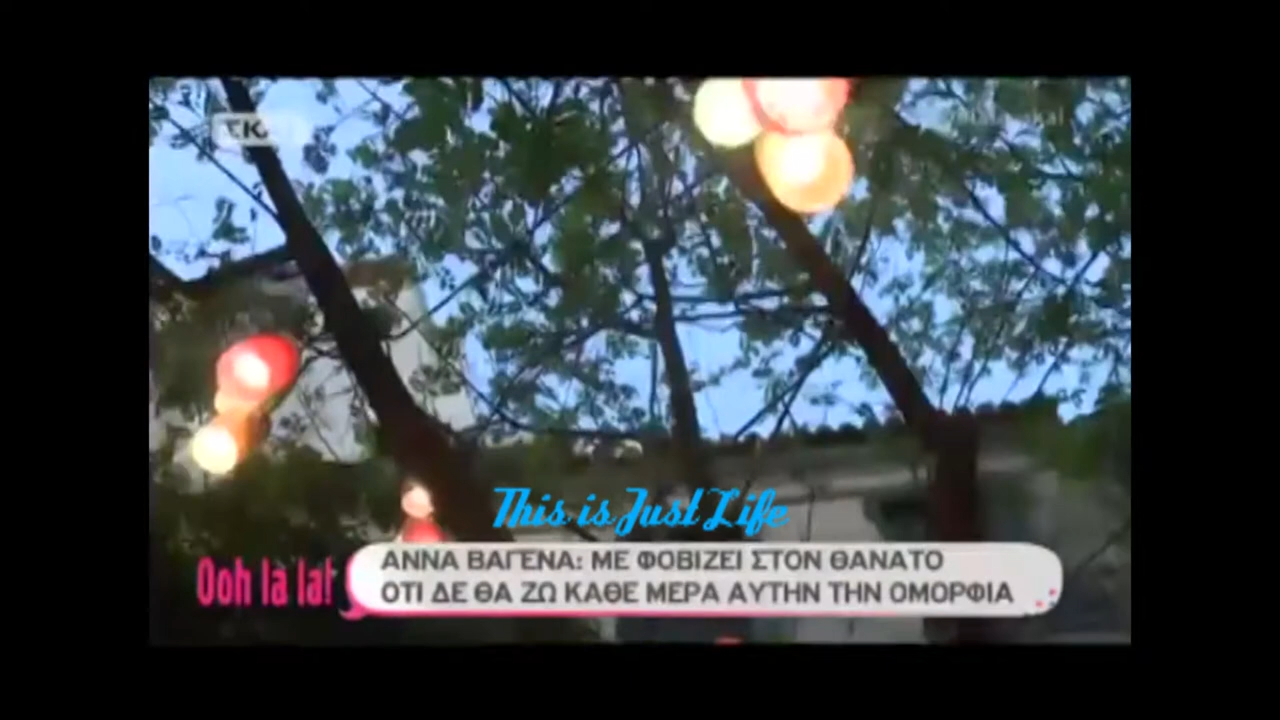 This is Just Life
Ooh la la!
ΑΝΝΑ ΒΑΓΕΝΑ: ΜΕ ΦΟΒΙΖΕΙ ΣΤΟΝ ΘΑΝΑΤΟ
ΟΤΙ ΔΕ ΘΑ ΖΩ ΚΑΘΕ ΜΕΡΑ ΑΥΤΗΝ ΤΗΝ ΟΜΟΡΦΙΑ